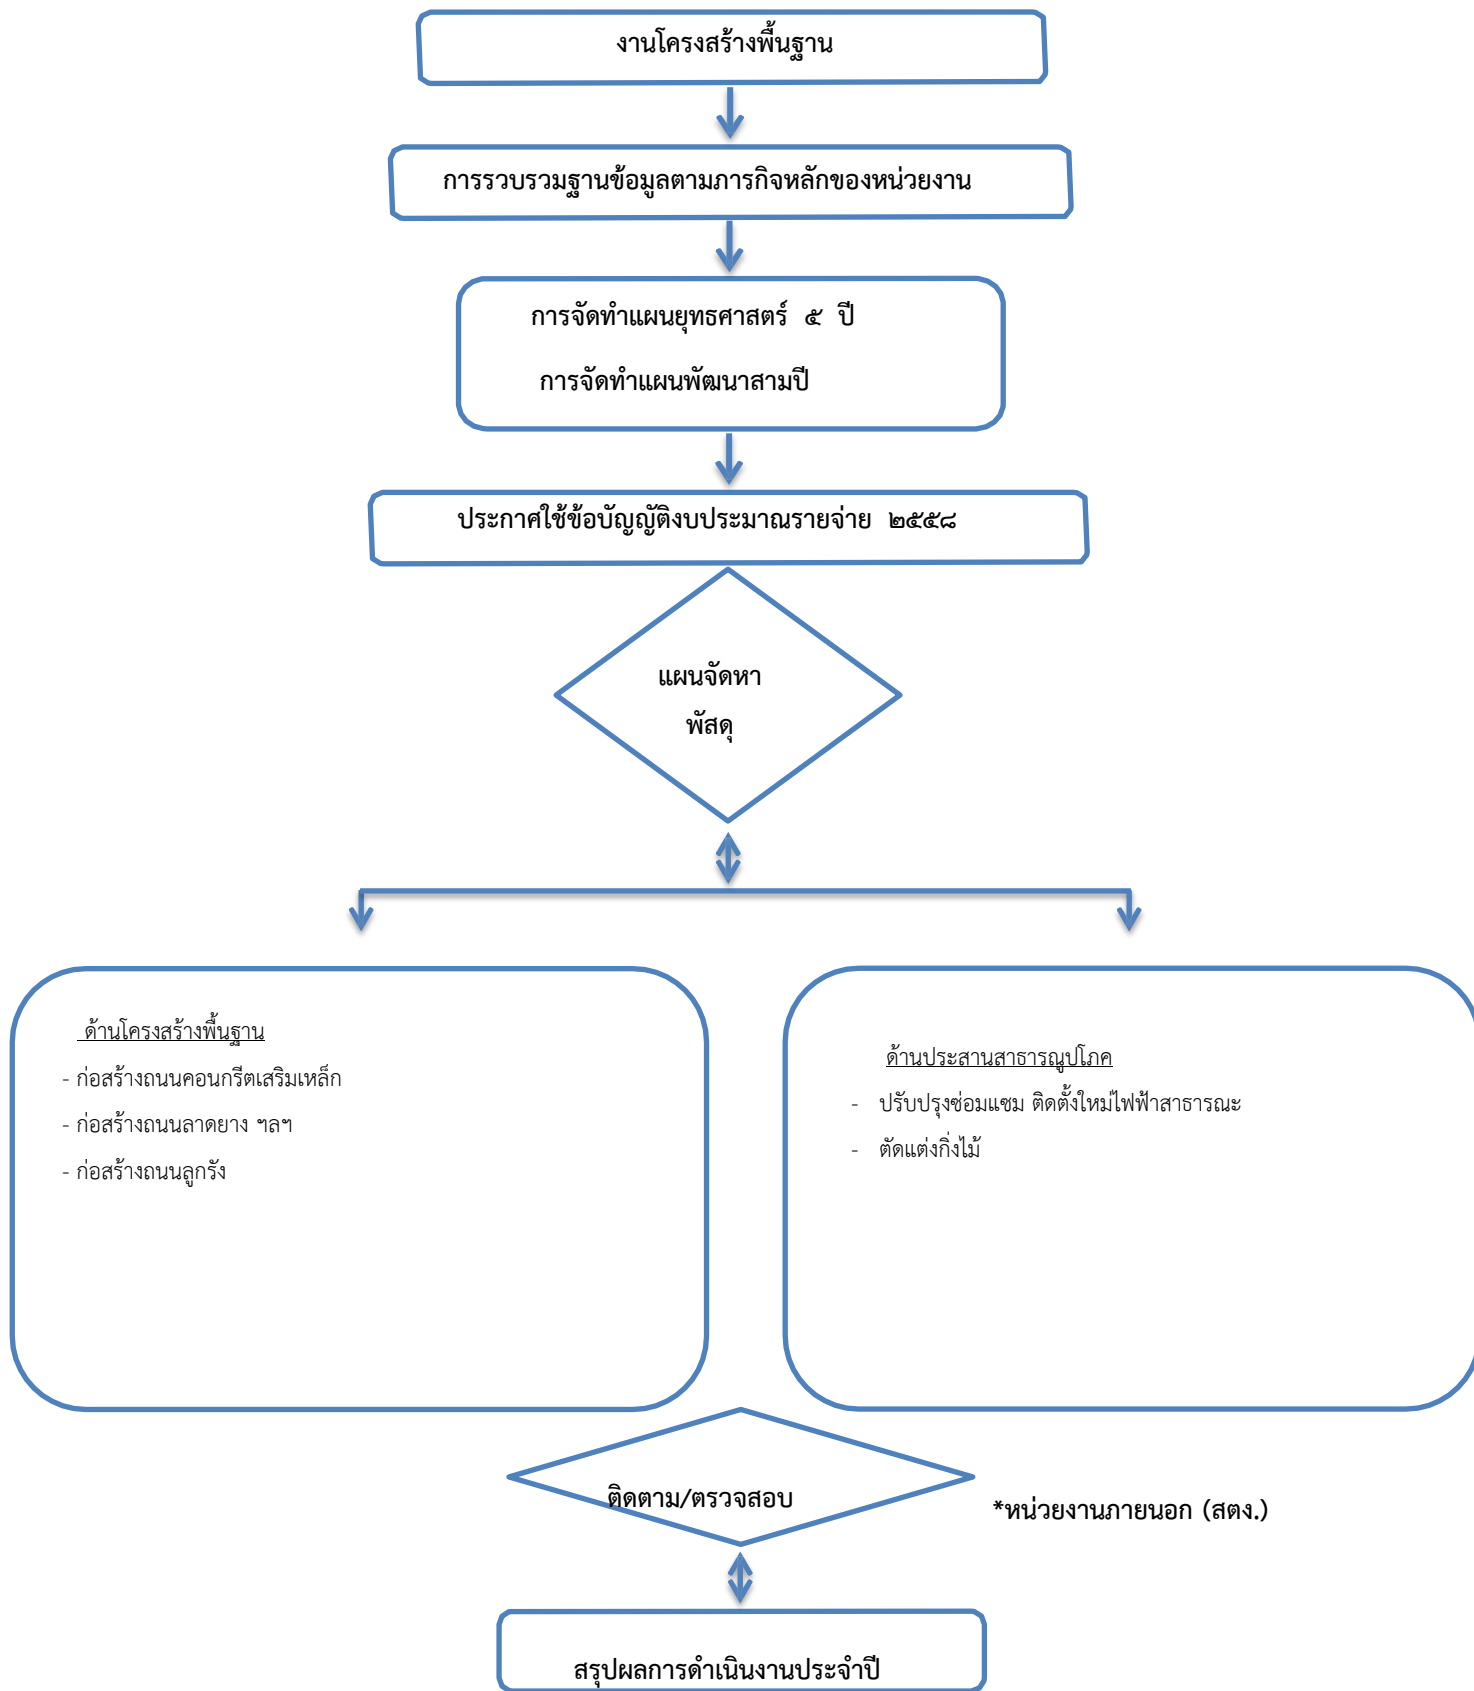 งานโครงสร้างพื้นฐาน
การรวบรวมฐานข้อมูลตามภารกิจหลักของหน่วยงาน
การจัดทำแผนยุทธศาสตร์ ๕ ปี
การจัดทำแผนพัฒนาสามปี
ประกาศใช้ข้อบัญญัติงบประมาณรายจ่าย ๒๕๕๘
แผนจัดหา
พัสดุ
ด้านโครงสร้างพื้นฐาน
- ก่อสร้างถนนคอนกรีตเสริมเหล็ก
- ก่อสร้างถนนลาดยาง ฯลฯ
- ก่อสร้างถนนลูกรัง
ด้านประสานสาธารณูปโภค
- ปรับปรุงซ่อมแซม ติดตั้งใหม่ไฟฟ้าสาธารณะ
- ตัดแต่งกิ่งไม้
ติดตาม/ตรวจสอบ
*หน่วยงานภายนอก (สตง.)
สรุปผลการดำเนินงานประจำปี